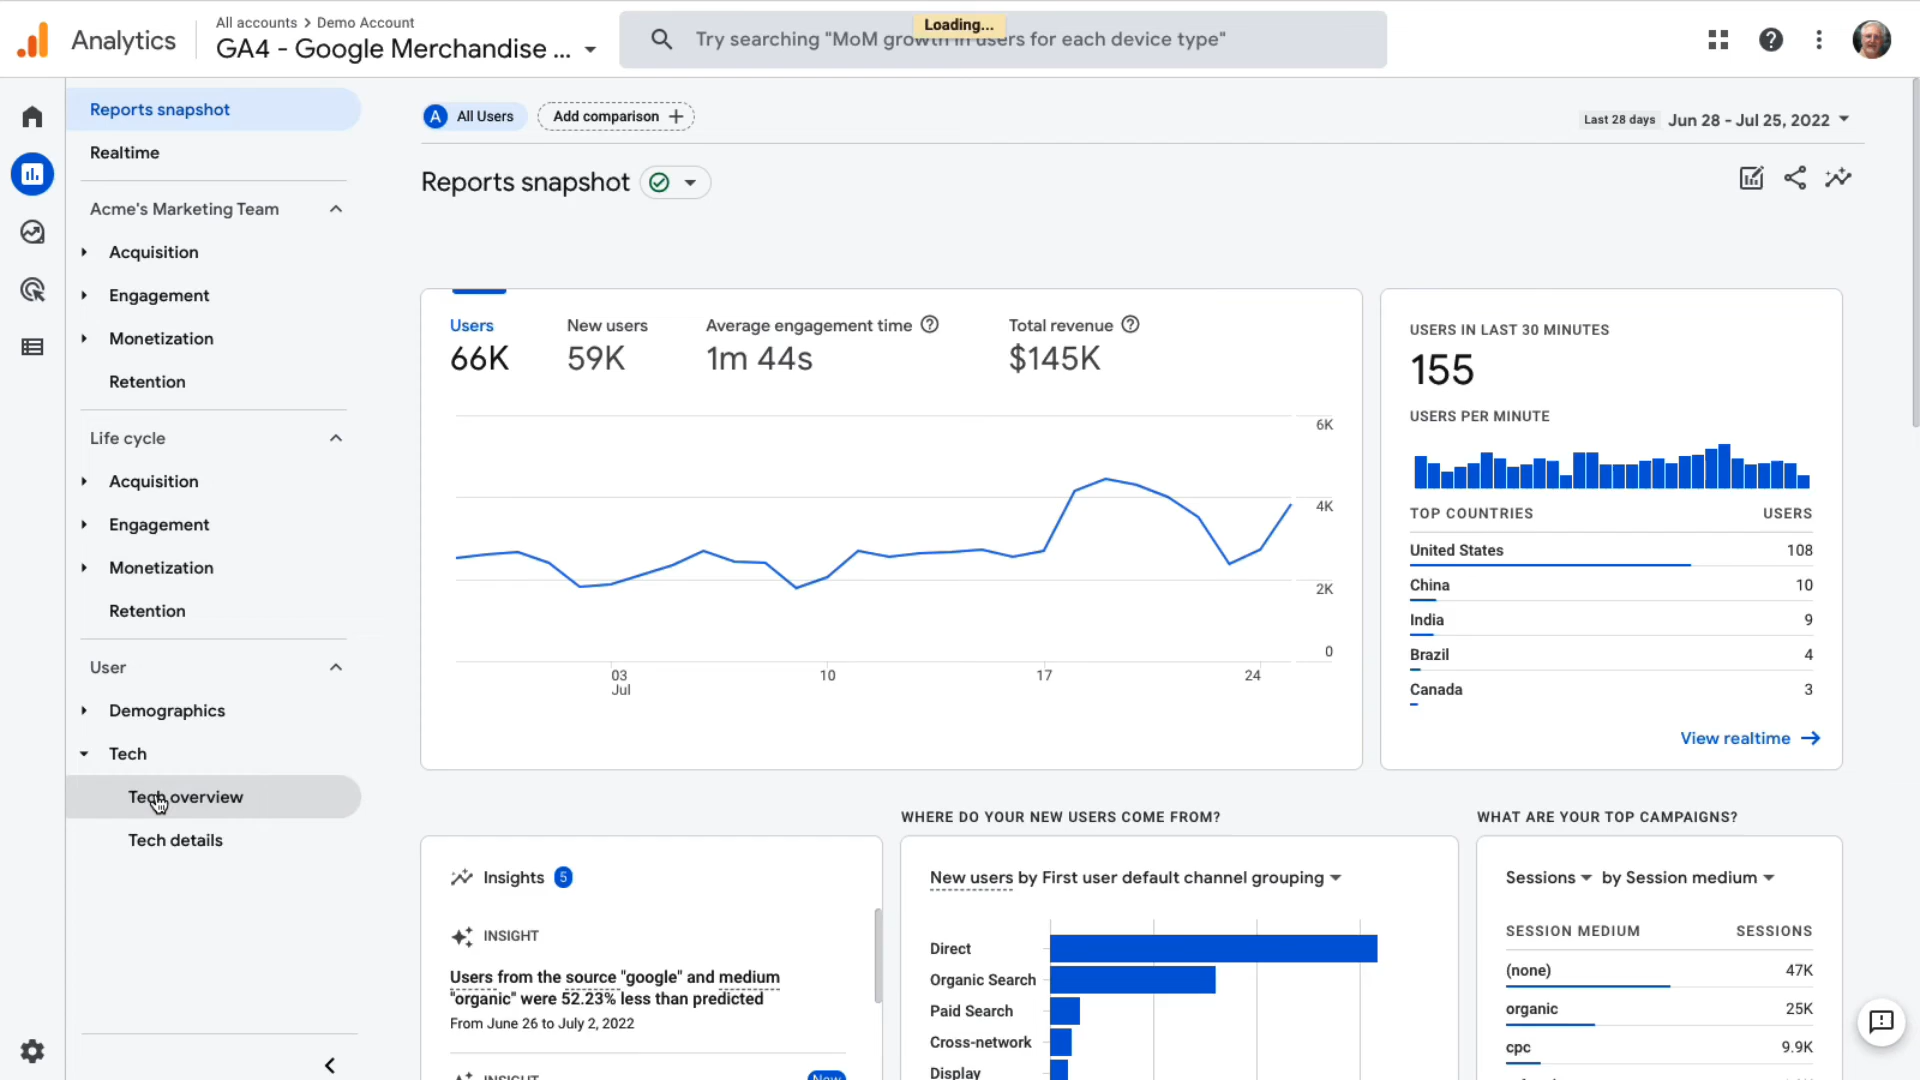 All accounts > Demo Account
Analytics
GA4 - Google Merchandise ...
Loading...
Try searching "MoM growth in users for each device type"
Reports snapshot
Realtime
Acme's Marketing Team
Acquisition
Engagement
Monetization
Retention
Life cycle
Acquisition
Engagement
Monetization
Retention
User
Demographics
Tech
Tech overview
Tech details
A All Users
Add comparison +
Last 28 days Jun 28 - Jul 25, 2022
Reports snapshot
Users
66K
New users
59K
Average engagement time
1m 44s
Total revenue
$145K
6K
4K
2K
0
03
Jul
10
17
24
USERS IN LAST 30 MINUTES
155
USERS PER MINUTE
TOP COUNTRIES USERS
United States 108
China 10
India 9
Brazil 4
Canada 3
View realtime
Insights 5
INSIGHT
Users from the source "google" and medium
"organic" were 52.23% less than predicted
From June 26 to July 2, 2022
INSIGHT New
WHERE DO YOUR NEW USERS COME FROM?
New users by First user default channel grouping
Direct
Organic Search
Paid Search
Cross-network
Display
WHAT ARE YOUR TOP CAMPAIGNS?
Sessions by Session medium
SESSION MEDIUM SESSIONS
(none) 47K
organic 25K
cpc 9.9K